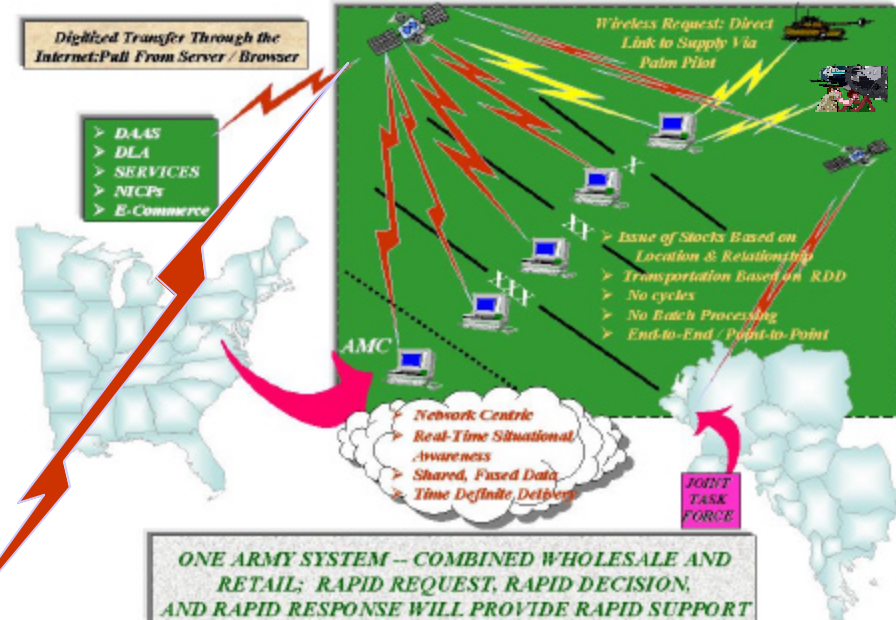 Digitized Transfer Through the
Internet:Pull From Server / Browser
Wireless Request: Direct
Link to Supply Via
Palm Pilot
➢ DAAS
➢ DLA
➢ SERVICES
➢ NICPs
➢ E-Commerce
X
XX
XXX
➢ Issue of Stocks Based on
Location & Relationship
➢ Transportation Based on RDD
➢ No cycles
➢ No Batch Processing
➢ End-to-End / Point-to-Point
AMC
➢ Network Centric
➢ Real-Time Situational
Awareness
➢ Shared, Fused Data
➢ Time Definite Delivery
JOINT
TASK
FORCE
ONE ARMY SYSTEM -- COMBINED WHOLESALE AND
RETAIL; RAPID REQUEST, RAPID DECISION,
AND RAPID RESPONSE WILL PROVIDE RAPID SUPPORT